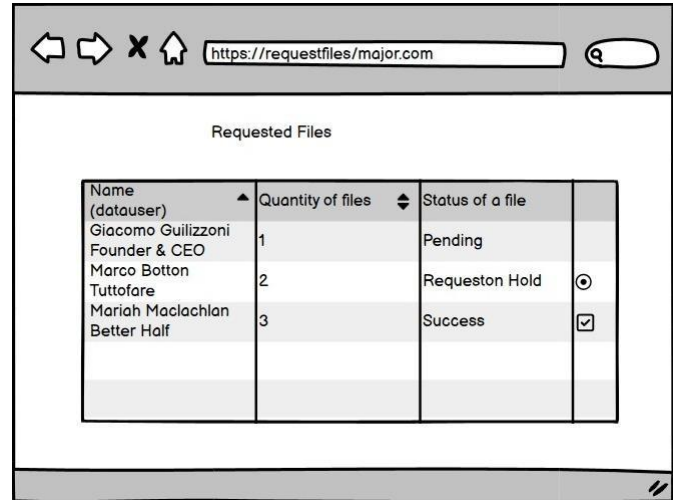 https://requestfiles/major.com
Requested Files
Name
(datauser)
Quantity of files
Status of a file
Giacomo Guilizzoni
Founder & CEO
1
Pending
Marco Botton
Tuttofare
2
Requeston Hold
Mariah Maclachlan
Better Half
3
Success